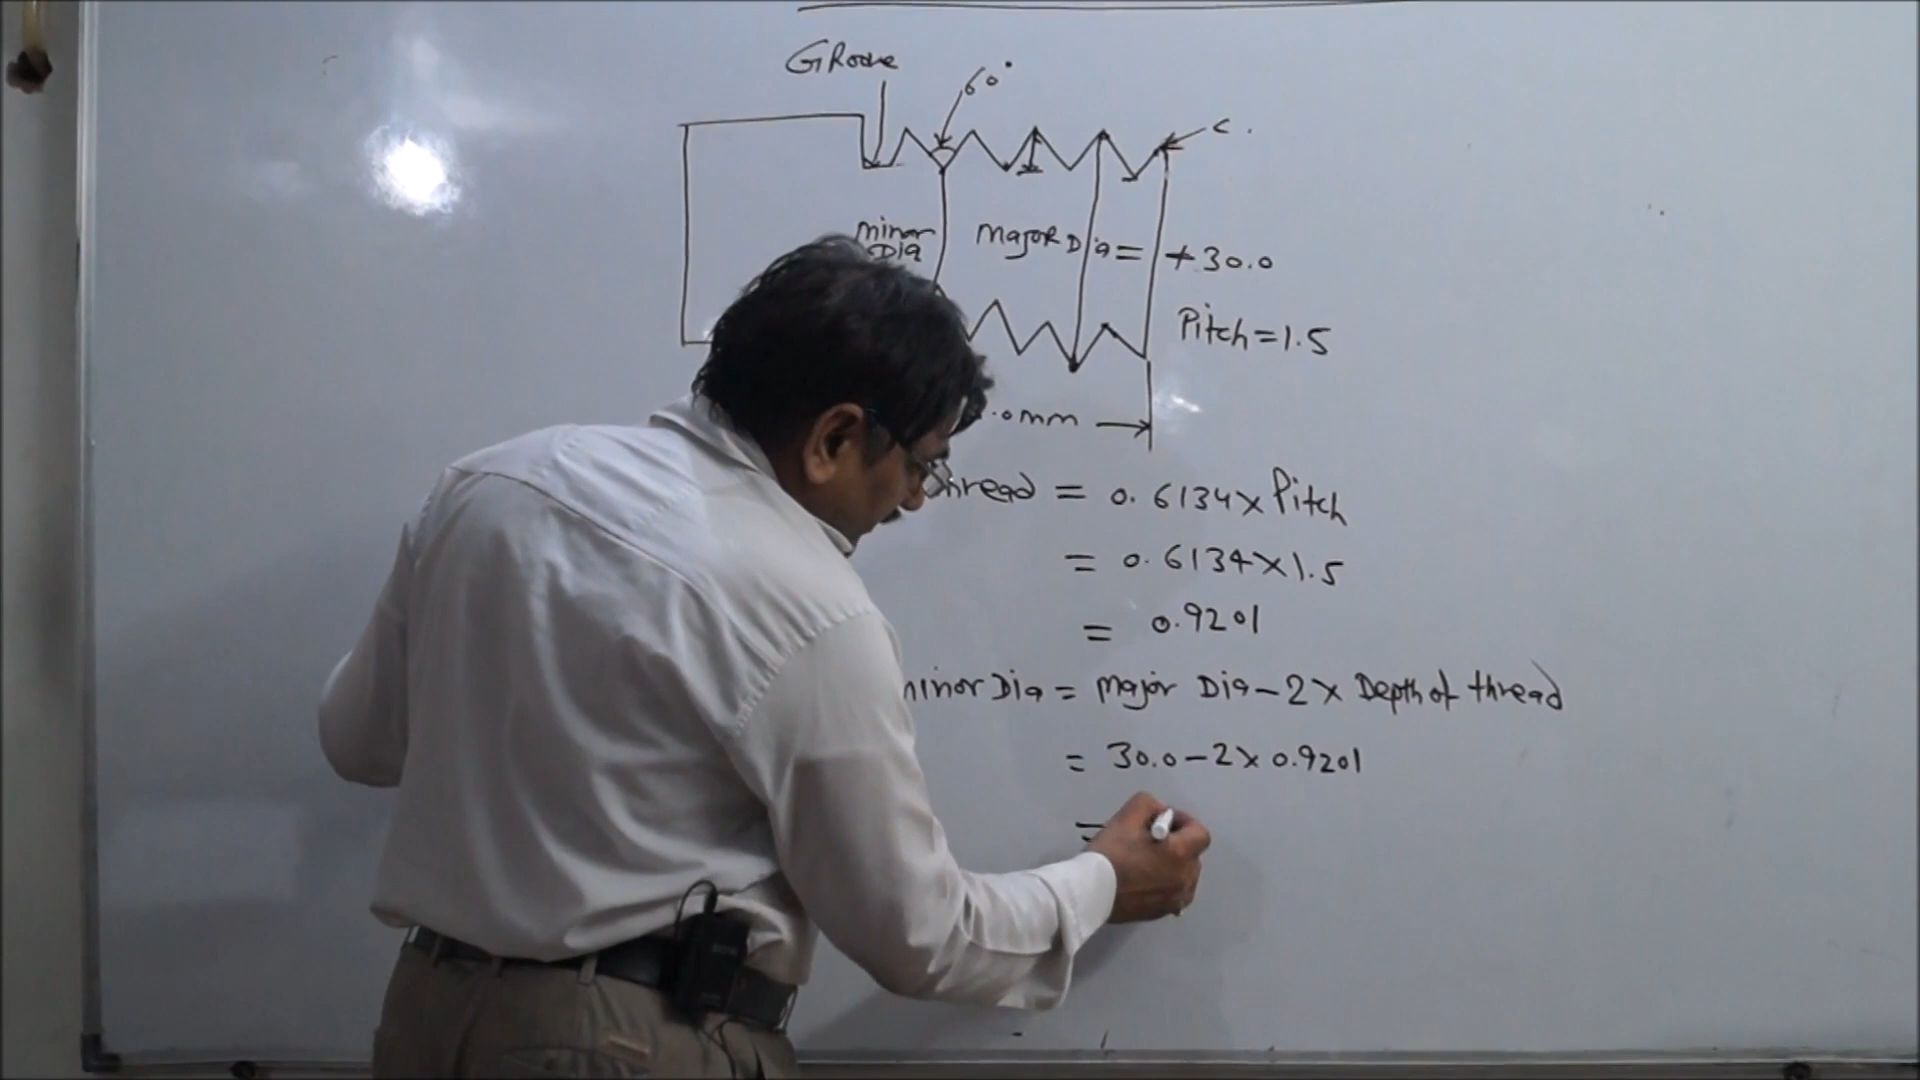 GRoove
60°
c.
minor
Dia
Major Dia = +30.0
Pitch = 1.5
.0mm
hread = 0.6134 x Pitch
= 0.6134 x 1.5
= 0.9201
minor Dia = Major Dia - 2 x Depth of thread
= 30.0 - 2 x 0.9201
=